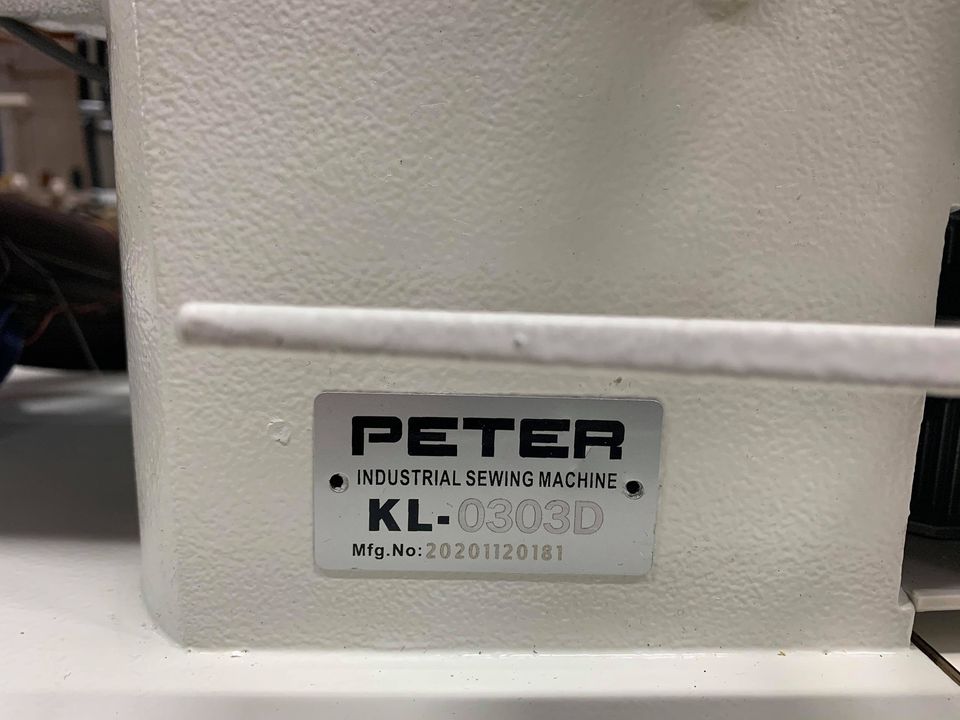 PETER
INDUSTRIAL SEWING MACHINE
KL-0303D
Mfg.No:20201120181